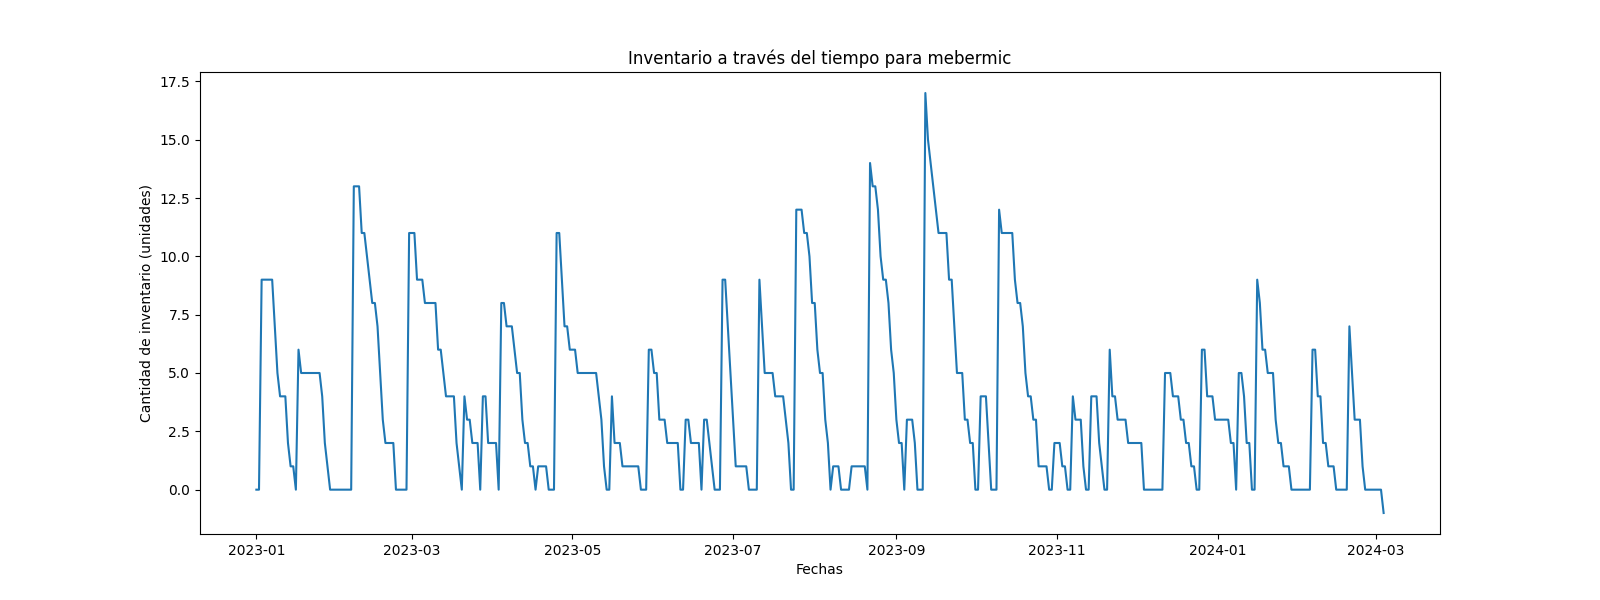 Inventario a través del tiempo para mebermic
17.5
15.0
12.5
10.0
7.5
5.0
2.5
0.0
Cantidad de inventario (unidades)
2023-01 2023-03 2023-05 2023-07 2023-09 2023-11 2024-01 2024-03
Fechas